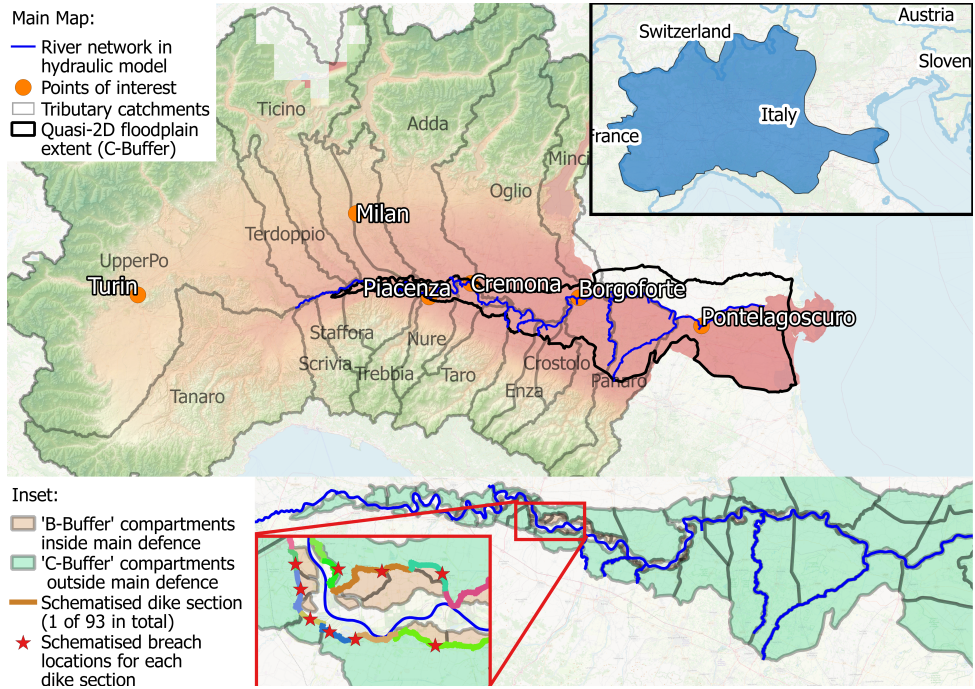 Main Map:
River network in
hydraulic model
Points of interest
Tributary catchments
Quasi-2D floodplain
extent (C-Buffer)
Austria
Switzerland
Sloven
Italy
France
Ticino
Adda
Minci
Oglio
Milan
Terdoppio
UpperPo
Turin
Piacenza
Cremona
Borgoforte
Pontelagoscuro
Staffora
Nure
Scrivia
Trebbia
Taro
Crostolo
Enza
Panaro
Tanaro
Inset:
'B-Buffer' compartments
inside main defence
'C-Buffer' compartments
outside main defence
Schematised dike section
(1 of 93 in total)
Schematised breach
locations for each
dike section